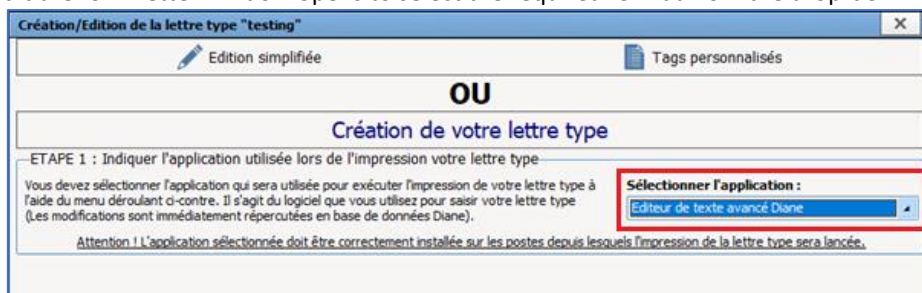 Création/Edition de la lettre type "testing"
Edition simplifiée
Tags personnalisés
OU
Création de votre lettre type
ETAPE 1 : Indiquer l'application utilisée lors de l'impression votre lettre type
Vous devez sélectionner l'application qui sera utilisée pour exécuter l'impression de votre lettre type à
l'aide du menu déroulant ci-contre. Il s'agit du logiciel que vous utilisez pour saisir votre lettre type
(Les modifications sont immédiatement répercutées en base de données Diane).
Sélectionner l'application :
Editeur de texte avancé Diane
Attention ! L'application sélectionnée doit être correctement installée sur les postes depuis lesquels l'impression de la lettre type sera lancée.